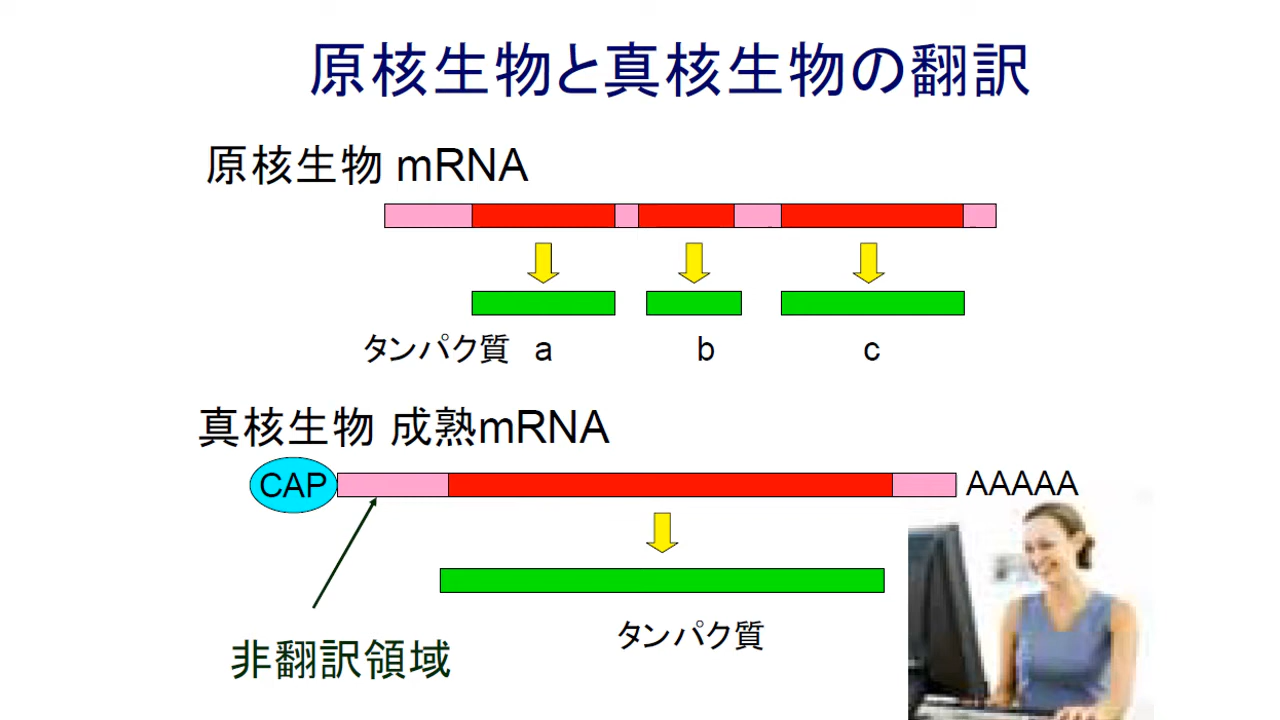 原核生物と真核生物の翻訳
原核生物 mRNA
タンパク質 a b c
真核生物 成熟mRNA
CAP AAAAA
タンパク質
非翻訳領域